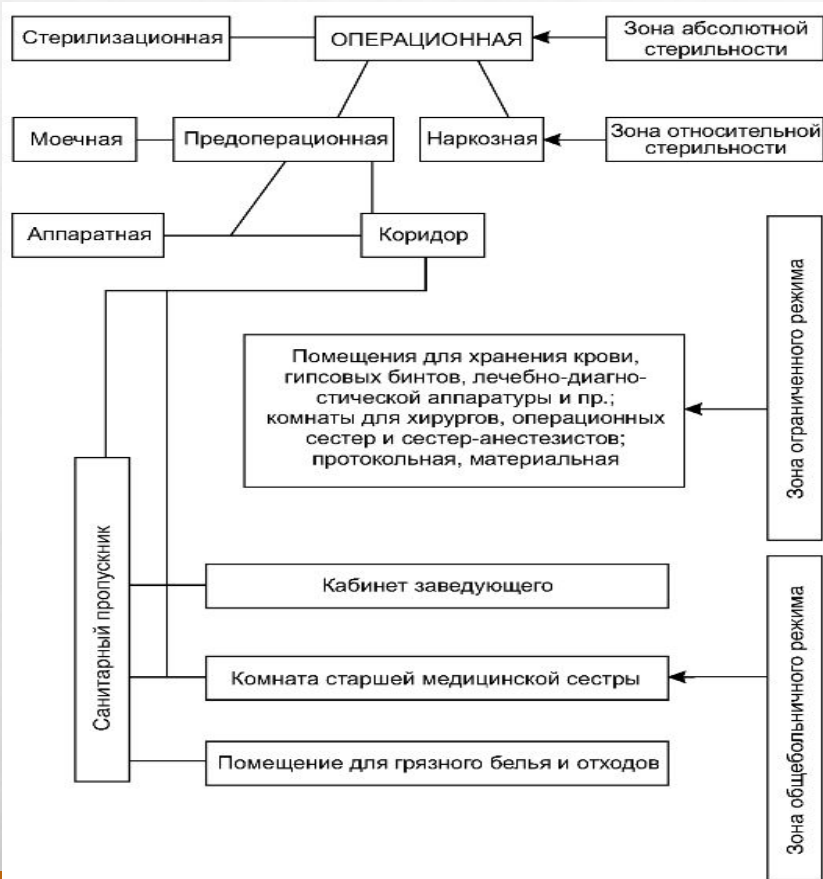 Стерилизационная
ОПЕРАЦИОННАЯ
Зона абсолютной
стерильности
Моечная
Предоперационная
Наркозная
Зона относительной
стерильности
Аппаратная
Коридор
Зона ограниченного режима
Помещения для хранения крови,
гипсовых бинтов, лечебно-диагно-
стической аппаратуры и пр.;
комнаты для хирургов, операционных
сестер и сестер-анестезистов;
протокольная, материальная
Санитарный пропускник
Кабинет заведующего
Комната старшей медицинской сестры
Помещение для грязного белья и отходов
Зона общебольничного режима